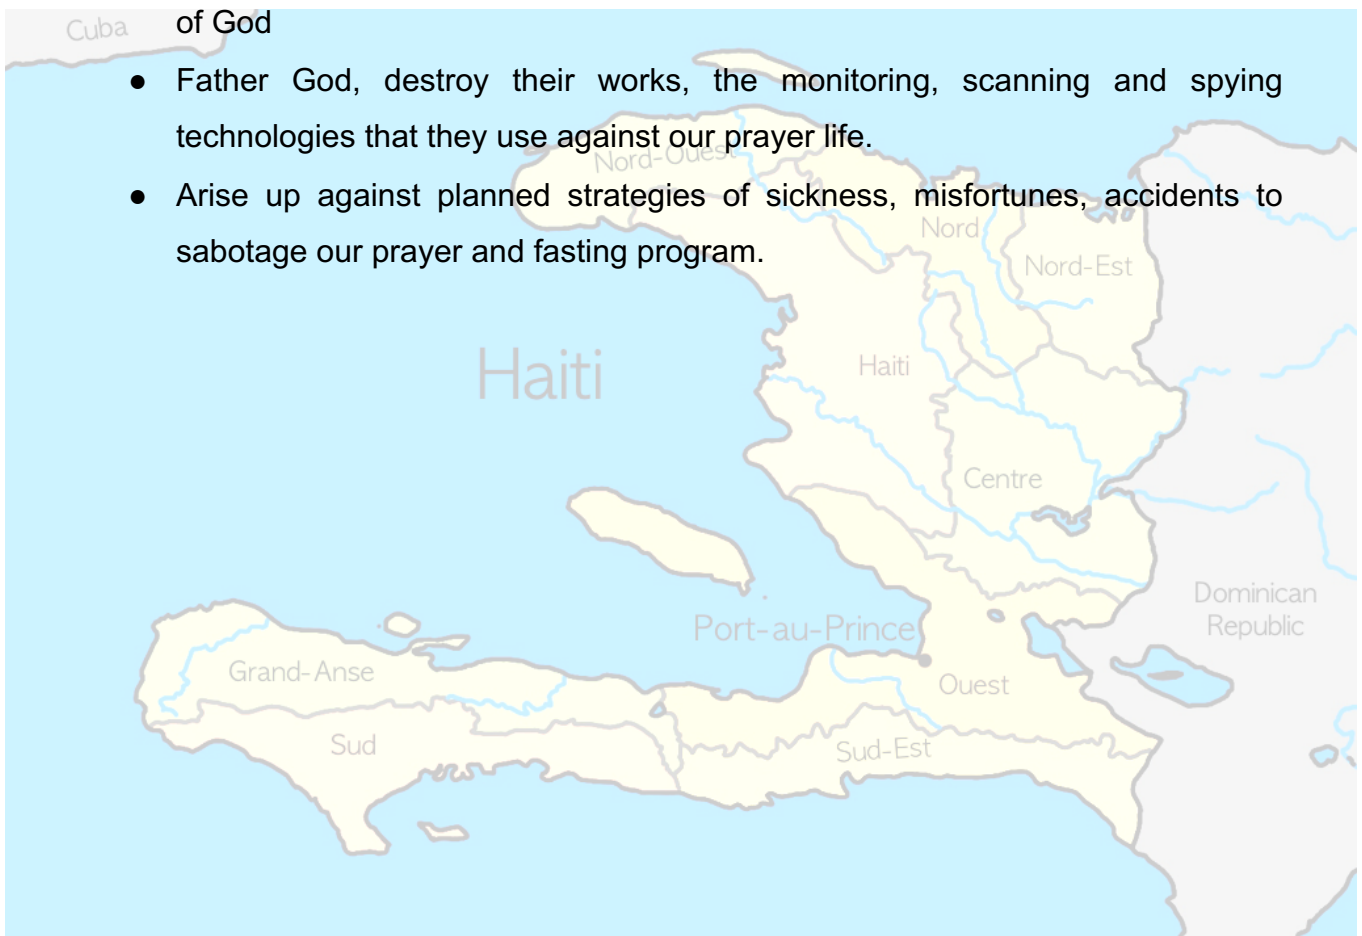 of God
● Father God, destroy their works, the monitoring, scanning and spying
technologies that they use against our prayer life.
● Arise up against planned strategies of sickness, misfortunes, accidents to
sabotage our prayer and fasting program.
Cuba
Nord-Ouest
Nord
Nord-Est
Haiti
Haiti
Centre
Dominican
Republic
Port-au-Prince
Grand-Anse
Ouest
Sud
Sud-Est